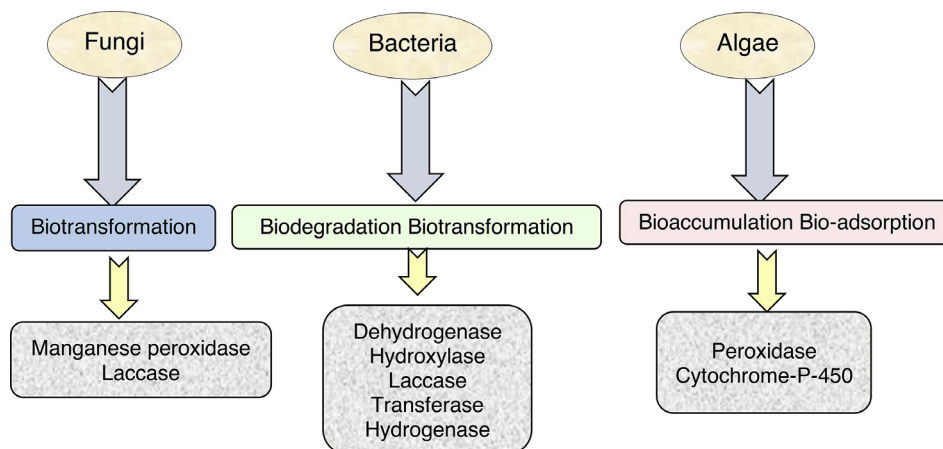 Fungi
Bacteria
Algae
Biotransformation
Biodegradation Biotransformation
Bioaccumulation Bio-adsorption
Manganese peroxidase
Laccase
Dehydrogenase
Hydroxylase
Laccase
Transferase
Hydrogenase
Peroxidase
Cytochrome-P-450